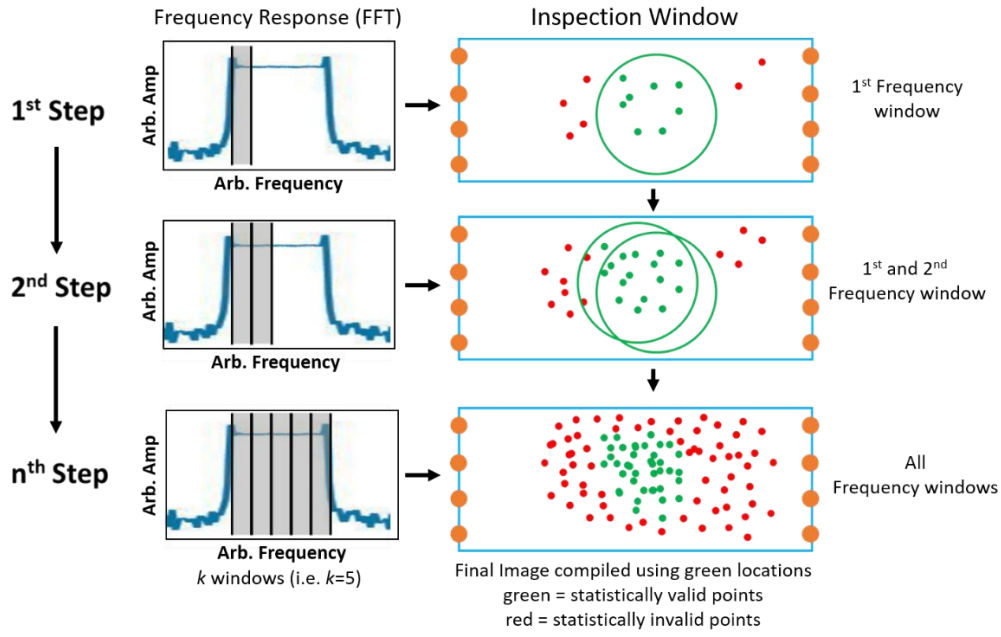 Frequency Response (FFT)
Inspection Window
1st Step
Arb. Amp
Arb. Frequency
1st Frequency
window
2nd Step
Arb. Amp
Arb. Frequency
1st and 2nd
Frequency window
nth Step
Arb. Amp
Arb. Frequency
k windows (i.e. k=5)
All
Frequency windows
Final Image compiled using green locations
green = statistically valid points
red = statistically invalid points